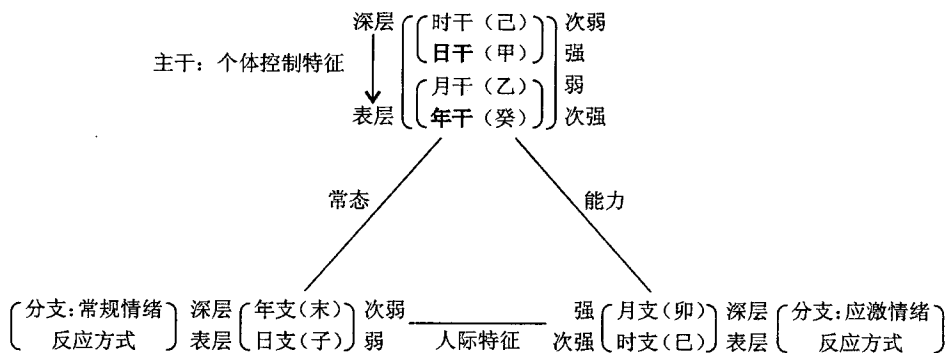 深层 时干（己） 次弱
主干：个体控制特征 日干（甲） 强
月干（乙） 弱
表层 年干（癸） 次强
常态 能力
分支：常规情绪 深层 年支（末） 次弱 强 月支（卯） 深层 分支：应激情绪
反应方式 表层 日支（子） 弱 人际特征 次强 时支（巳） 表层 反应方式